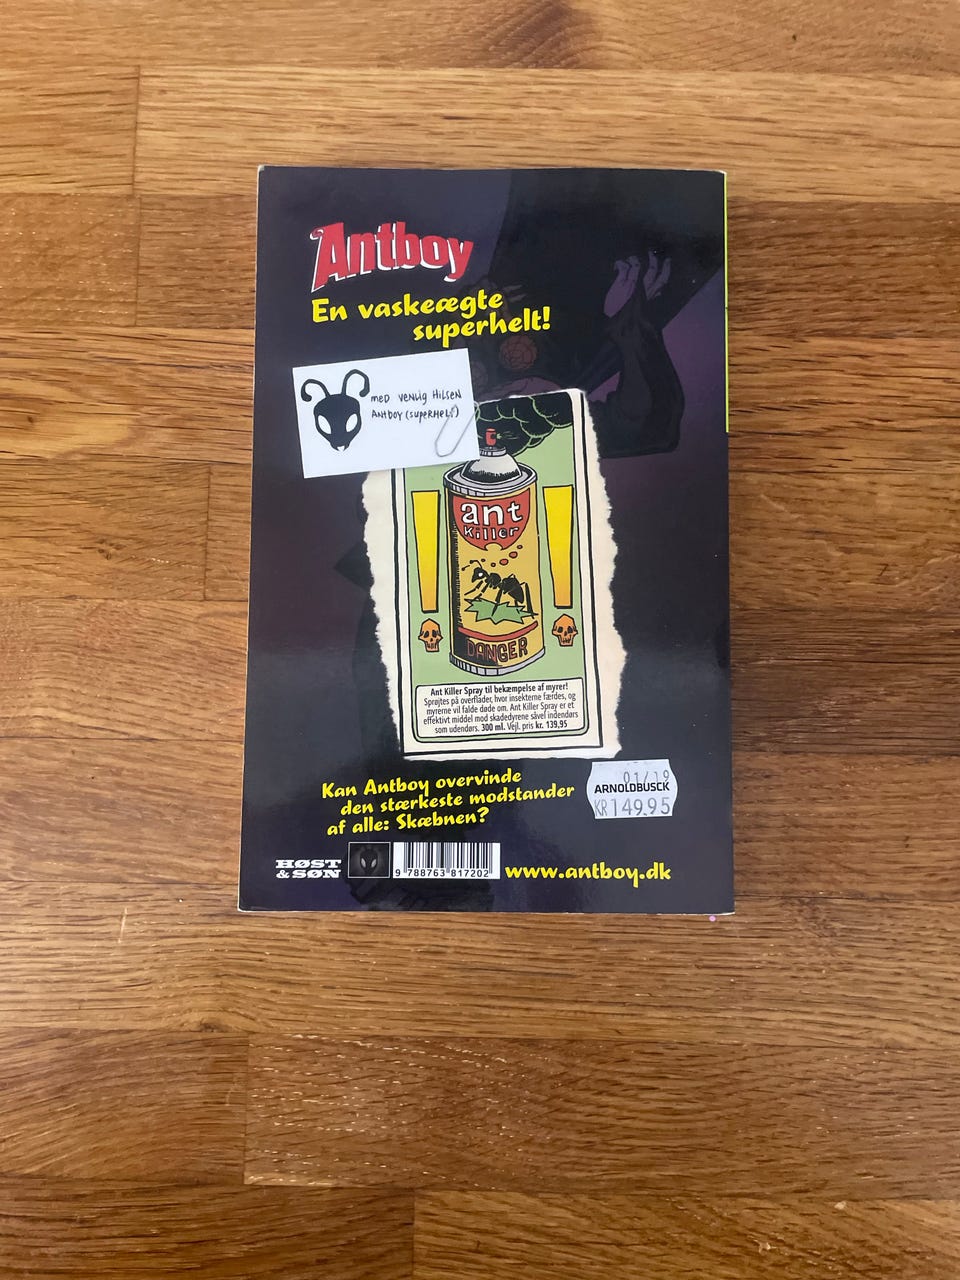 Antboy
En vaskeægte
superhelt!
MED VENLIG HILSEN
ANTBOY (SUPERHELT)
ant
Killer
DANGER
Ant Killer Spray til bekæmpelse af myrer!
Sprøjtes på overflader, hvor insekterne færdes, og
myrerne vil falde døde om. Ant Killer Spray er et
effektivt middel mod skadedyrene såvel indendørs
som udendørs. 300 ml. Vejl. pris kr. 139,95
Kan Antboy overvinde
den stærkeste modstander
af alle: Skæbnen?
01/19
ARNOLDBUSCK
KR 149.95
HØST
& SØN
9 788763 817202
www.antboy.dk